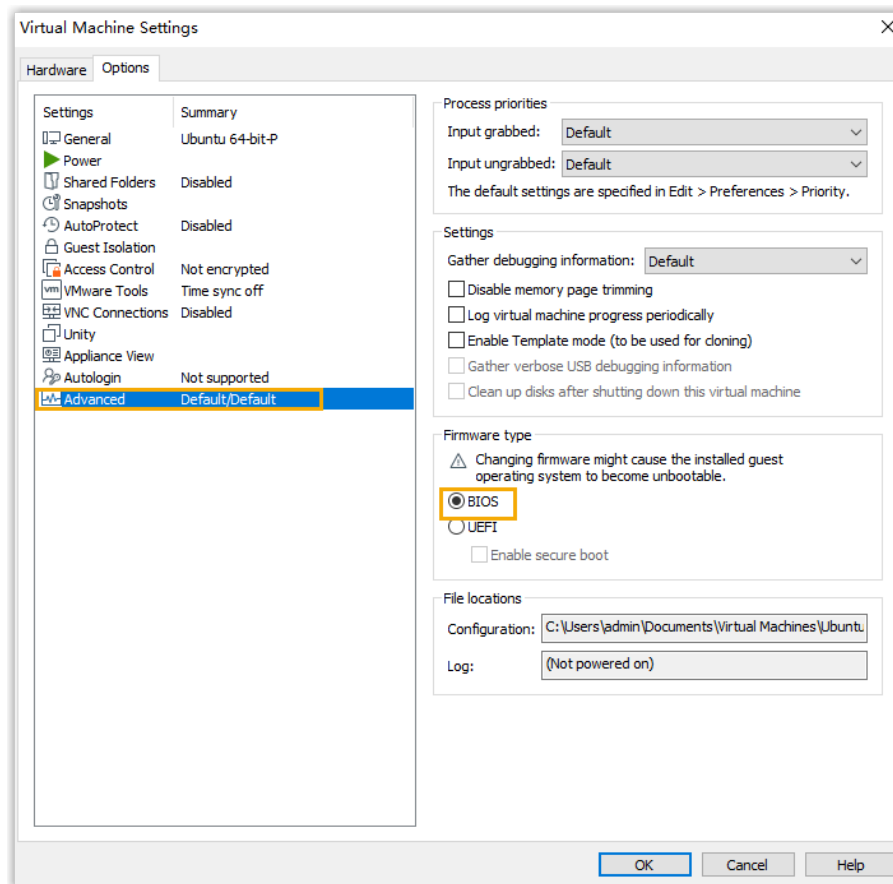 Virtual Machine Settings
Hardware Options
Settings Summary
General Ubuntu 64-bit-P
Power
Shared Folders Disabled
Snapshots
AutoProtect Disabled
Guest Isolation
Access Control Not encrypted
vm VMware Tools Time sync off
VNC Connections Disabled
Unity
Appliance View
Autologin Not supported
Advanced Default/Default
Process priorities
Input grabbed: Default
Input ungrabbed: Default
The default settings are specified in Edit > Preferences > Priority.
Settings
Gather debugging information: Default
Disable memory page trimming
Log virtual machine progress periodically
Enable Template mode (to be used for cloning)
Gather verbose USB debugging information
Clean up disks after shutting down this virtual machine
Firmware type
Changing firmware might cause the installed guest
operating system to become unbootable.
BIOS
UEFI
Enable secure boot
File locations
Configuration: C:\Users\admin\Documents\Virtual Machines\Ubuntu
Log: (Not powered on)
OK Cancel Help